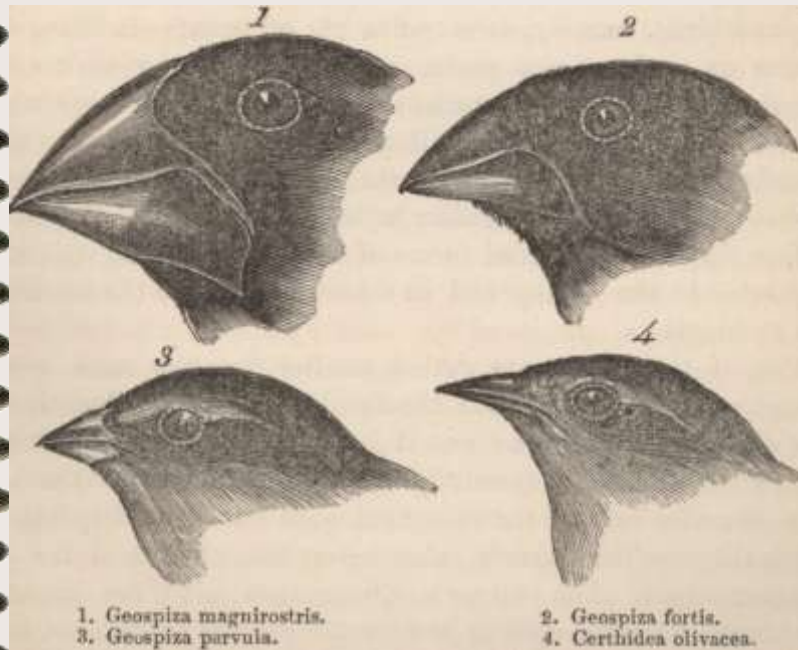 1 2
3 4
1. Geospiza magnirostris. 2. Geospiza fortis.
3. Geospiza parvula. 4. Certhidea olivacea.